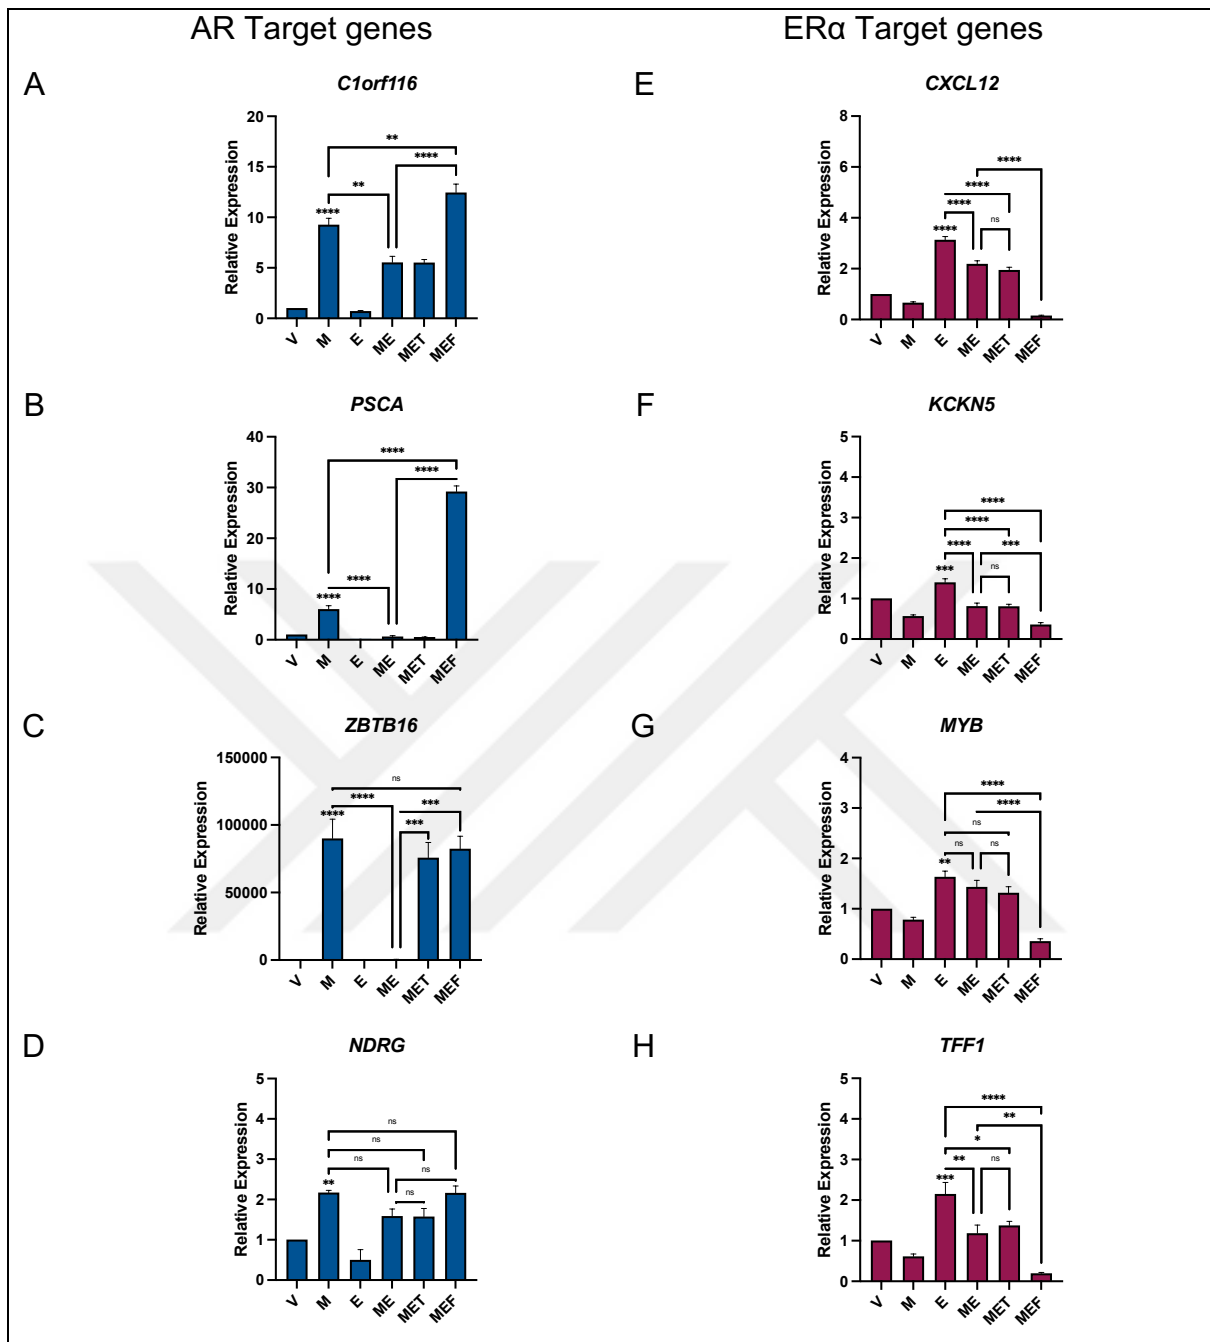 AR Target genes
ERα Target genes
A
C1orf116
Relative Expression
20
15
10
5
0
**
****
**
****
V M E ME MET MEF
E
CXCL12
Relative Expression
8
6
4
2
0
****
****
****
ns
****
V M E ME MET MEF
B
PSCA
Relative Expression
40
30
20
10
0
****
****
****
****
V M E ME MET MEF
F
KCKN5
Relative Expression
5
4
3
2
1
0
****
****
**** ***
ns
***
V M E ME MET MEF
C
ZBTB16
Relative Expression
150000
100000
50000
0
ns
**** ***
****
***
V M E ME MET MEF
G
MYB
Relative Expression
4
3
2
1
0
****
****
ns
ns ns
**
V M E ME MET MEF
D
NDRG
Relative Expression
5
4
3
2
1
0
ns
ns
ns ns
**
ns
V M E ME MET MEF
H
TFF1
Relative Expression
5
4
3
2
1
0
****
**
*
** ns
***
V M E ME MET MEF